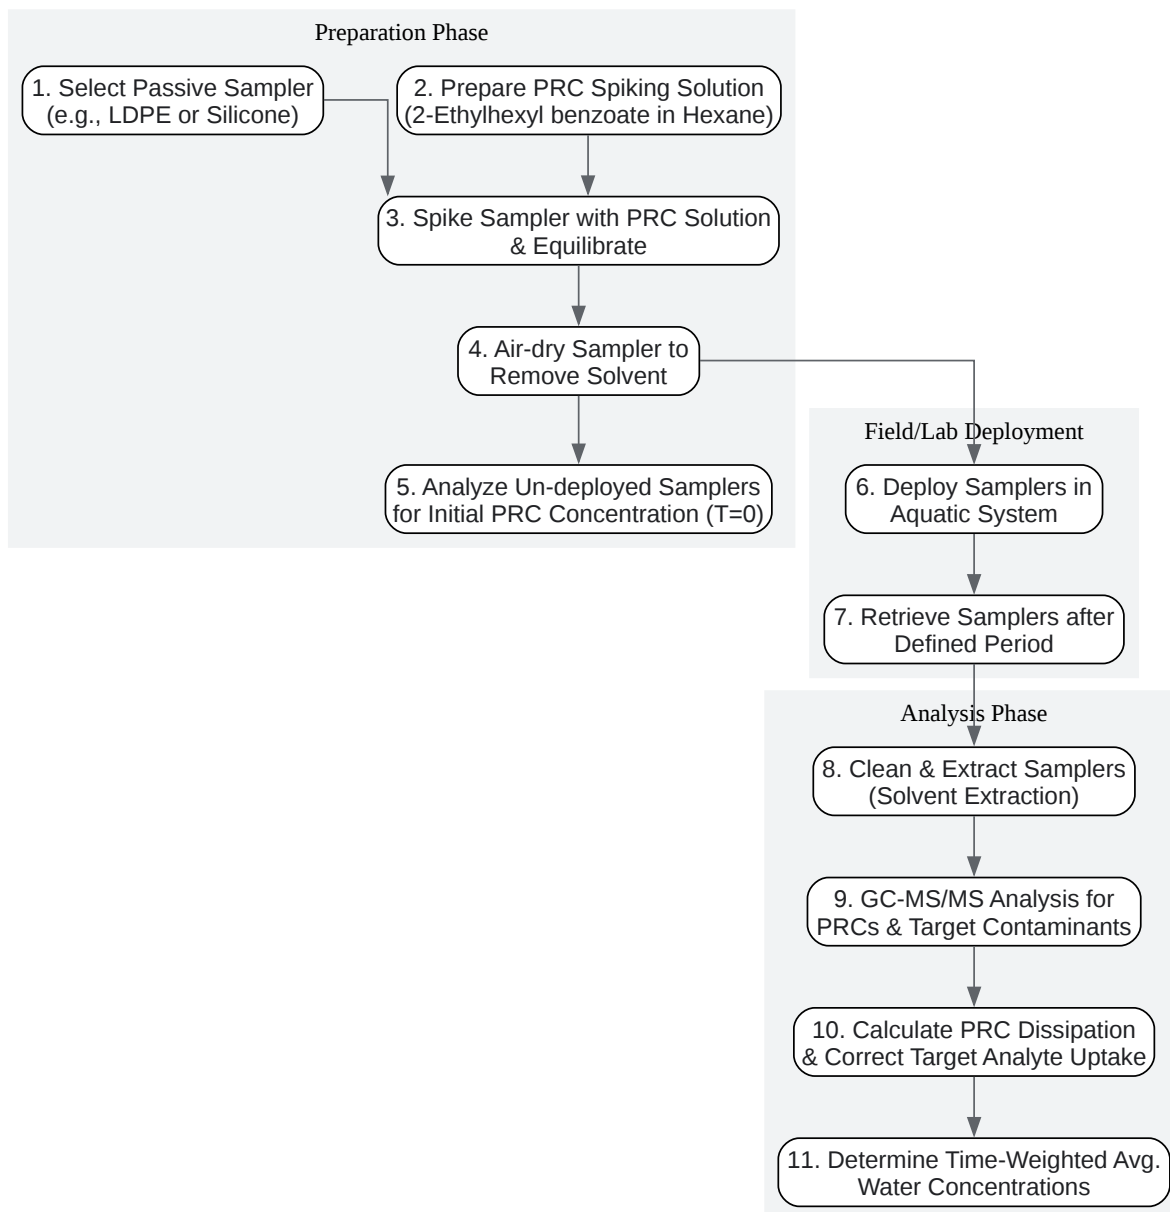 Preparation Phase
1. Select Passive Sampler
(e.g., LDPE or Silicone)
2. Prepare PRC Spiking Solution
(2-Ethylhexyl benzoate in Hexane)
3. Spike Sampler with PRC Solution
& Equilibrate
4. Air-dry Sampler to
Remove Solvent
5. Analyze Un-deployed Samplers
for Initial PRC Concentration (T=0)
Field/Lab Deployment
6. Deploy Samplers in
Aquatic System
7. Retrieve Samplers after
Defined Period
Analysis Phase
8. Clean & Extract Samplers
(Solvent Extraction)
9. GC-MS/MS Analysis for
PRCs & Target Contaminants
10. Calculate PRC Dissipation
& Correct Target Analyte Uptake
11. Determine Time-Weighted Avg.
Water Concentrations